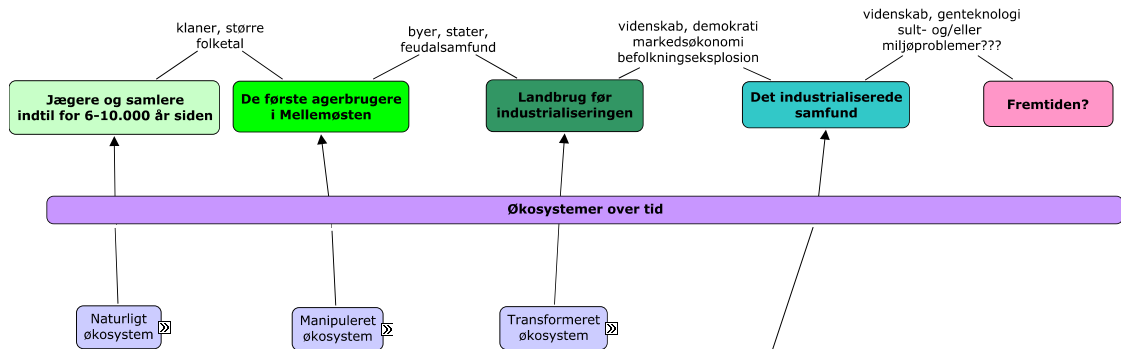 klaner, større
folketal
byer, stater,
feudalsamfund
videnskab, demokrati
markedsøkonomi
befolkningseksplosion
videnskab, genteknologi
sult- og/eller
miljøproblemer???
Jægere og samlere
indtil for 6-10.000 år siden
De første agerbrugere
i Mellemøsten
Landbrug før
industrialiseringen
Det industrialiserede
samfund
Fremtiden?
Økosystemer over tid
Naturligt
økosystem
Manipuleret
økosystem
Transformeret
økosystem